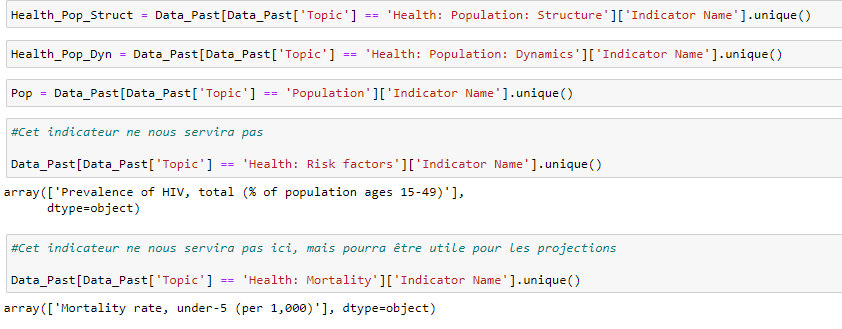 Health_Pop_Struct = Data_Past[Data_Past['Topic'] == 'Health: Population: Structure']['Indicator Name'].unique()
Health_Pop_Dyn = Data_Past[Data_Past['Topic'] == 'Health: Population: Dynamics']['Indicator Name'].unique()
Pop = Data_Past[Data_Past['Topic'] == 'Population']['Indicator Name'].unique()
#Cet indicateur ne nous servira pas
Data_Past[Data_Past['Topic'] == 'Health: Risk factors']['Indicator Name'].unique()
array(['Prevalence of HIV, total (% of population ages 15-49)'],
      dtype=object)
#Cet indicateur ne nous servira pas ici, mais pourra être utile pour les projections
Data_Past[Data_Past['Topic'] == 'Health: Mortality']['Indicator Name'].unique()
array(['Mortality rate, under-5 (per 1,000)'], dtype=object)